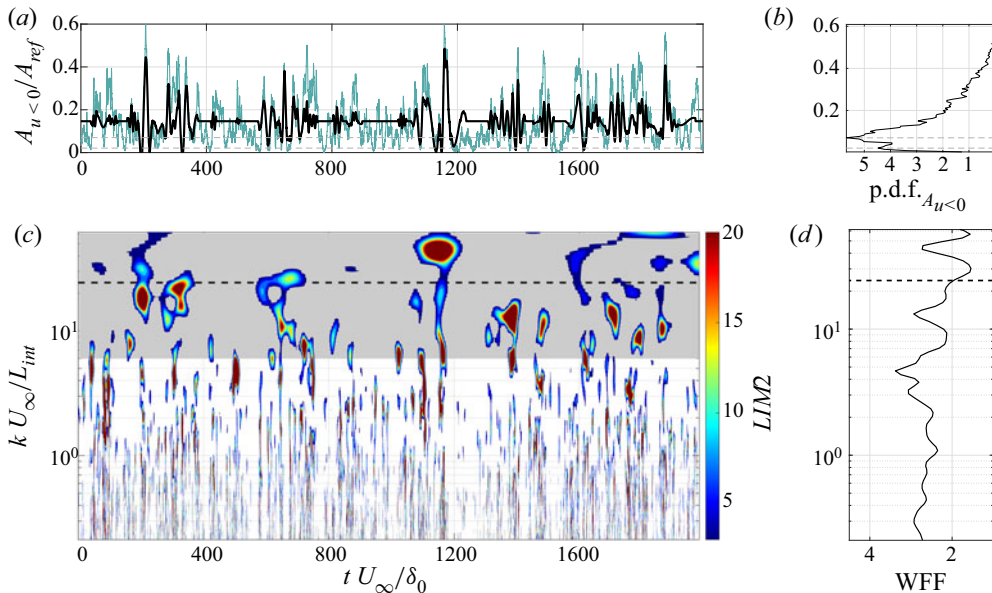 (a)
0.6
0.4
0.2
0
A_{u<0}/A_{ref}
0 400 800 1200 1600
(b)
0.6
0.4
0.2
5 4 3 2 1
p.d.f._{A_{u<0}}
(c)
10^1
10^0
k U_∞/L_{int}
0 400 800 1200 1600
t U_∞/δ_0
20
15
10
5
LIM2
(d)
10^1
10^0
4 2
WFF